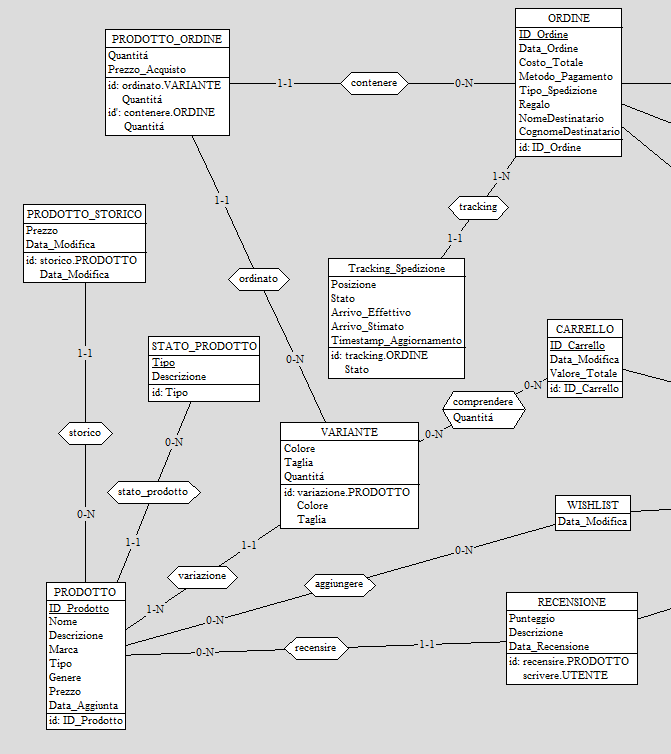 ORDINE
ID_Ordine
Data_Ordine
Costo_Totale
Metodo_Pagamento
Tipo_Spedizione
Regalo
NomeDestinatario
CognomeDestinatario
id: ID_Ordine
PRODOTTO_ORDINE
Quantitá
Prezzo_Acquisto
id: ordinato.VARIANTE
Quantitá
id': contenere.ORDINE
Quantitá
1-1
contenere
0-N
1-N
tracking
1-1
1-1
ordinato
0-N
PRODOTTO_STORICO
Prezzo
Data_Modifica
id: storico.PRODOTTO
Data_Modifica
Tracking_Spedizione
Posizione
Stato
Arrivo_Effettivo
Arrivo_Stimato
Timestamp_Aggiornamento
id: tracking.ORDINE
Stato
STATO_PRODOTTO
Tipo
Descrizione
id: Tipo
CARRELLO
ID_Carrello
Data_Modifica
Valore_Totale
id: ID_Carrello
1-1
storico
0-N
0-N
stato_prodotto
1-1
0-N
comprendere
Quantitá
0-N
VARIANTE
Colore
Taglia
Quantitá
id: variazione.PRODOTTO
Colore
Taglia
1-1
variazione
1-N
WISHLIST
Data_Modifica
0-N
aggiungere
0-N
PRODOTTO
ID_Prodotto
Nome
Descrizione
Marca
Tipo
Genere
Prezzo
Data_Aggiunta
id: ID_Prodotto
0-N
recensire
1-1
RECENSIONE
Punteggio
Descrizione
Data_Recensione
id: recensire.PRODOTTO
scrivere.UTENTE